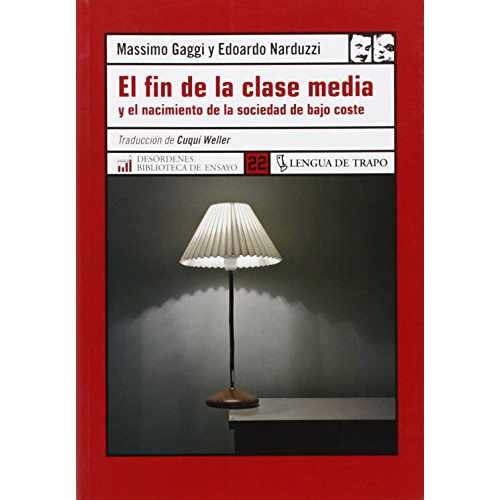 Massimo Gaggi y Edoardo Narduzzi
El fin de la clase media
y el nacimiento de la sociedad de bajo coste
Traducción de Cuqui Weller
DESÓRDENES
BIBLIOTECA DE ENSAYO
22
LENGUA DE TRAPO